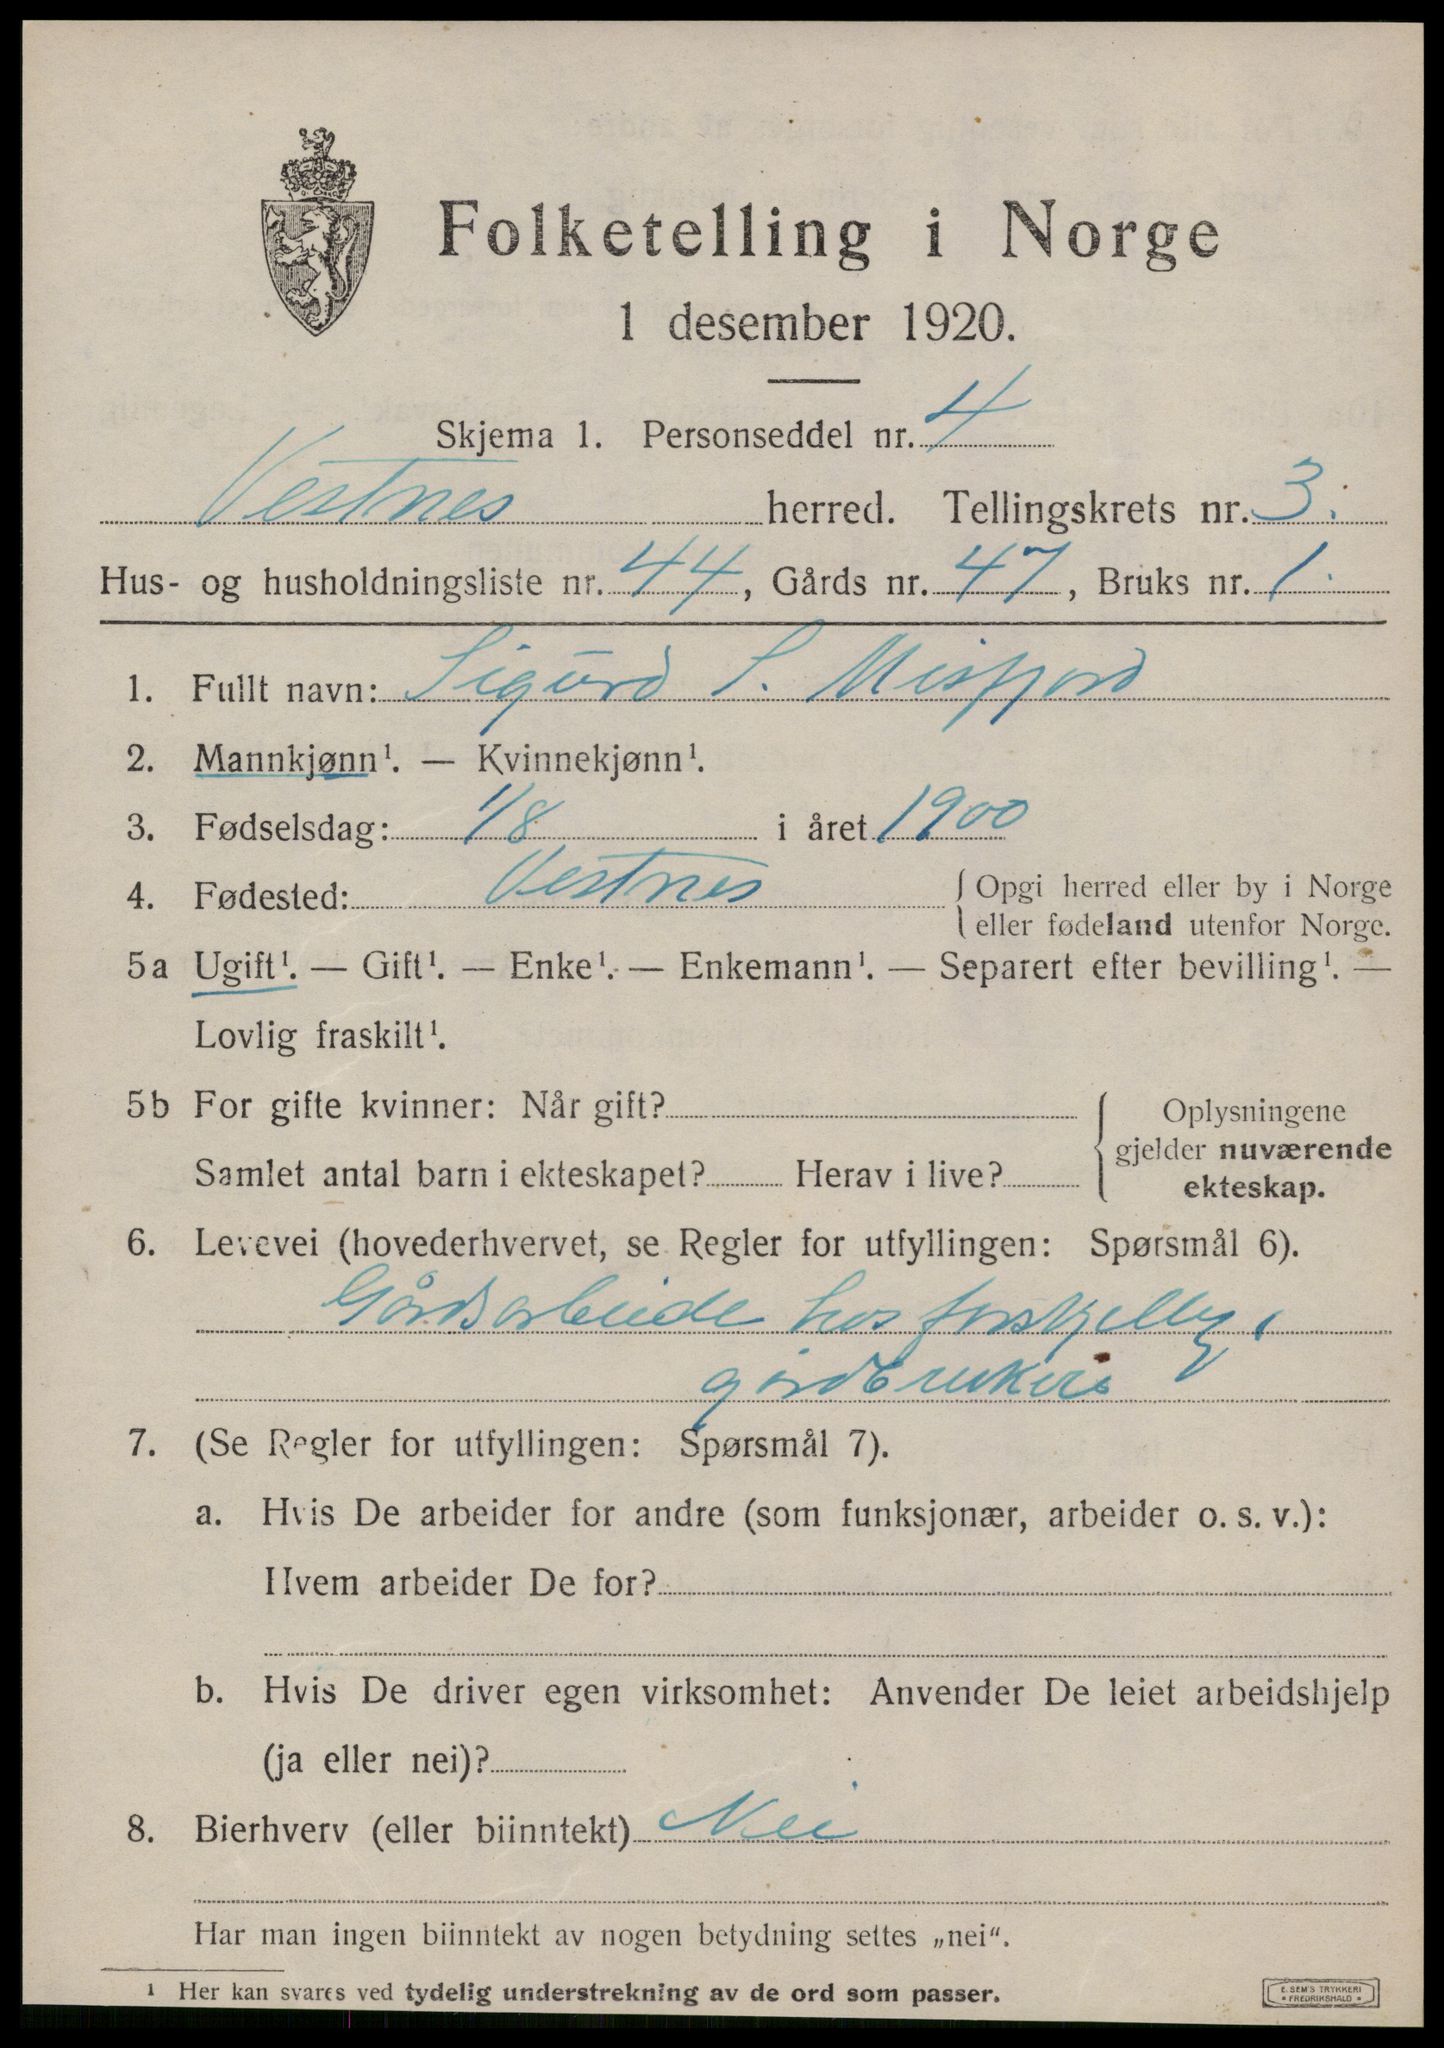 Folketelling i Norge
1 desember 1920.
Skjema 1. Personseddel nr. 4
Vestnes herred. Tellingskrets nr. 3.
Hus- og husholdningsliste nr. 44, Gårds nr. 47, Bruks nr. 1.
1. Fullt navn: Sigurd S. Misfjord
2. Mannkjønn¹. — Kvinnekjønn¹.
3. Fødselsdag: 1/8 i året 1900
4. Fødested: Vestnes { Opgi herred eller by i Norge
eller fødeland utenfor Norge.
5a Ugift¹. — Gift¹. — Enke¹. — Enkemann¹. — Separert efter bevilling¹. —
Lovlig fraskilt¹.
5b For gifte kvinner: Når gift?
Samlet antal barn i ekteskapet? Herav i live?
{ Oplysningene
gjelder nuværende
ekteskap.
6. Levevei (hovederhvervet, se Regler for utfyllingen: Spørsmål 6).
Gårdsarbeide hos forskjellig,
gårdbrukere
7. (Se Regler for utfyllingen: Spørsmål 7).
a. Hvis De arbeider for andre (som funksjonær, arbeider o. s. v.):
Hvem arbeider De for?
b. Hvis De driver egen virksomhet: Anvender De leiet arbeidshjelp
(ja eller nei)?
8. Bierhverv (eller biinntekt) Nei
Har man ingen biinntekt av nogen betydning settes „nei“.
1 Her kan svares ved tydelig understrekning av de ord som passer.
E. SEM'S TRYKKERI
• FREDRIKSHALD •